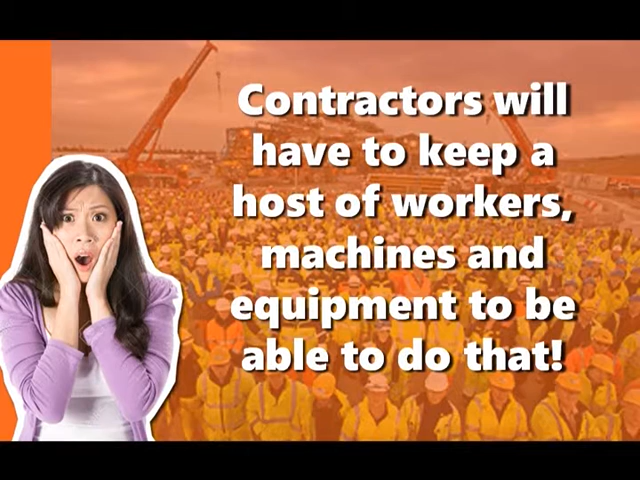 Contractors will
have to keep a
host of workers,
machines and
equipment to be
able to do that!